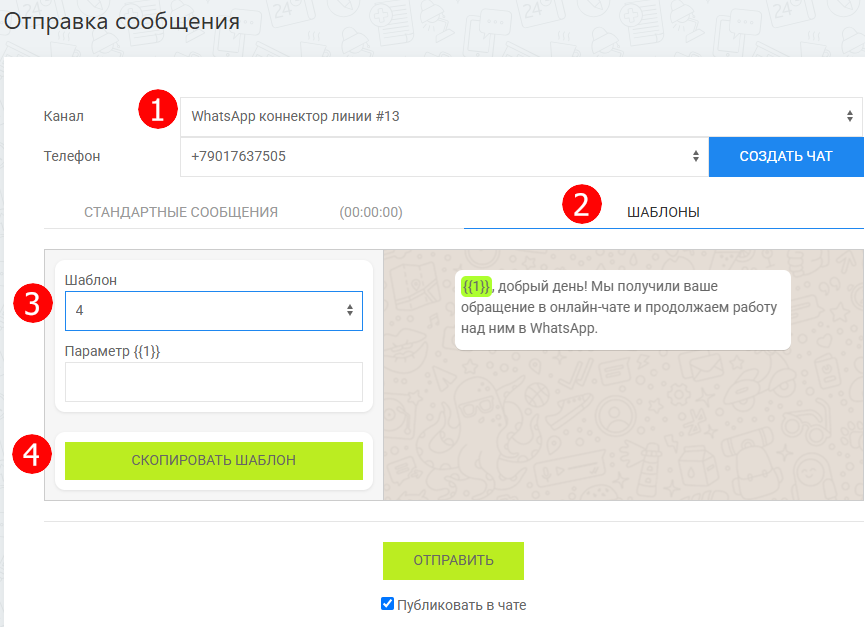 Отправка сообщения
Канал
1
WhatsApp коннектор линии #13
Телефон
+79017637505
СОЗДАТЬ ЧАТ
СТАНДАРТНЫЕ СООБЩЕНИЯ (00:00:00)
2
ШАБЛОНЫ
Шаблон
3
4
Параметр {{1}}
4
СКОПИРОВАТЬ ШАБЛОН
{{1}}, добрый день! Мы получили ваше
обращение в онлайн-чате и продолжаем работу
над ним в WhatsApp.
ОТПРАВИТЬ
Публиковать в чате